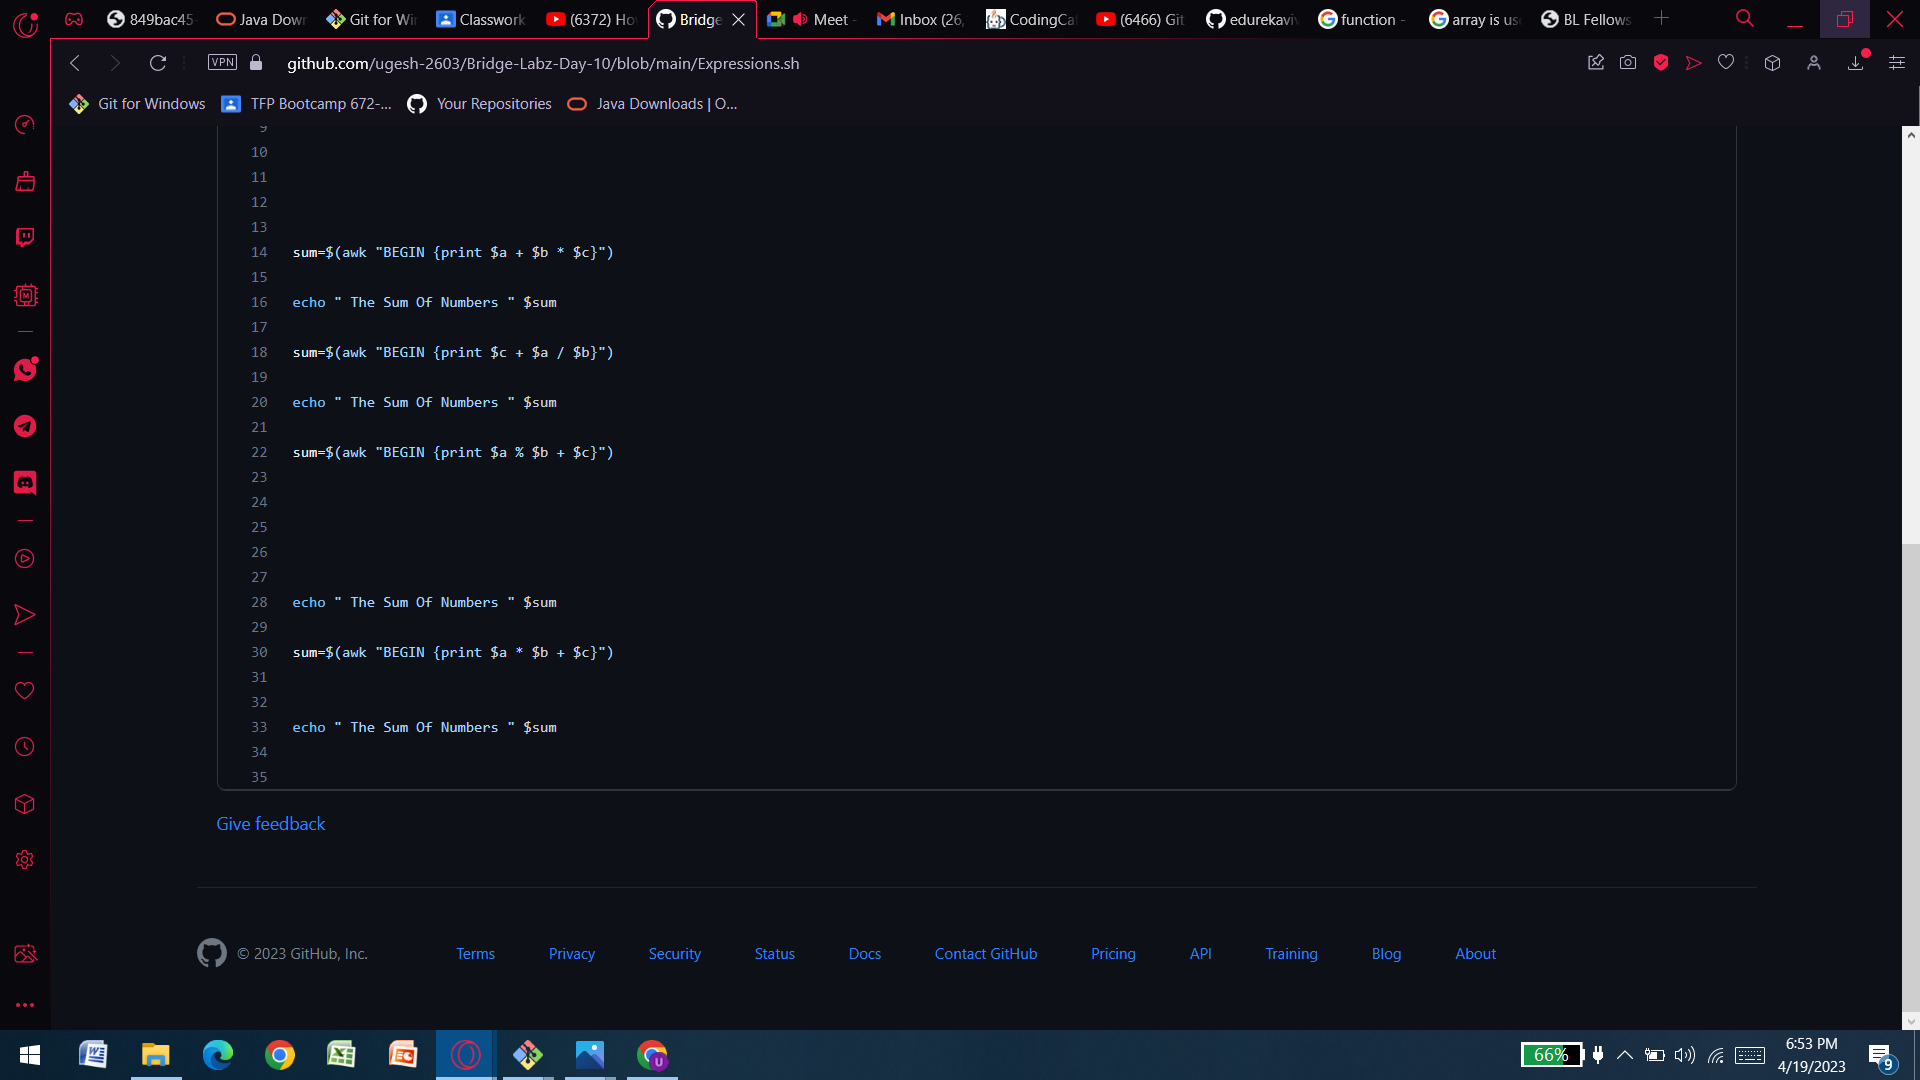 849bac45
Java Dow
Git for Wi
Classwork
(6372) Ho
Bridge
Meet -
Inbox (26,
CodingCa
(6466) Git
edurekavi
function -
array is us
BL Fellows
VPN
github.com/ugesh-2603/Bridge-Labz-Day-10/blob/main/Expressions.sh
Git for Windows
TFP Bootcamp 672-...
Your Repositories
Java Downloads | O...
9
10
11
12
13
14 sum=$(awk "BEGIN {print $a + $b * $c}")
15
16 echo " The Sum Of Numbers " $sum
17
18 sum=$(awk "BEGIN {print $c + $a / $b}")
19
20 echo " The Sum Of Numbers " $sum
21
22 sum=$(awk "BEGIN {print $a % $b + $c}")
23
24
25
26
27
28 echo " The Sum Of Numbers " $sum
29
30 sum=$(awk "BEGIN {print $a * $b + $c}")
31
32
33 echo " The Sum Of Numbers " $sum
34
35
Give feedback
© 2023 GitHub, Inc.
Terms
Privacy
Security
Status
Docs
Contact GitHub
Pricing
API
Training
Blog
About
66%
6:53 PM
4/19/2023
9